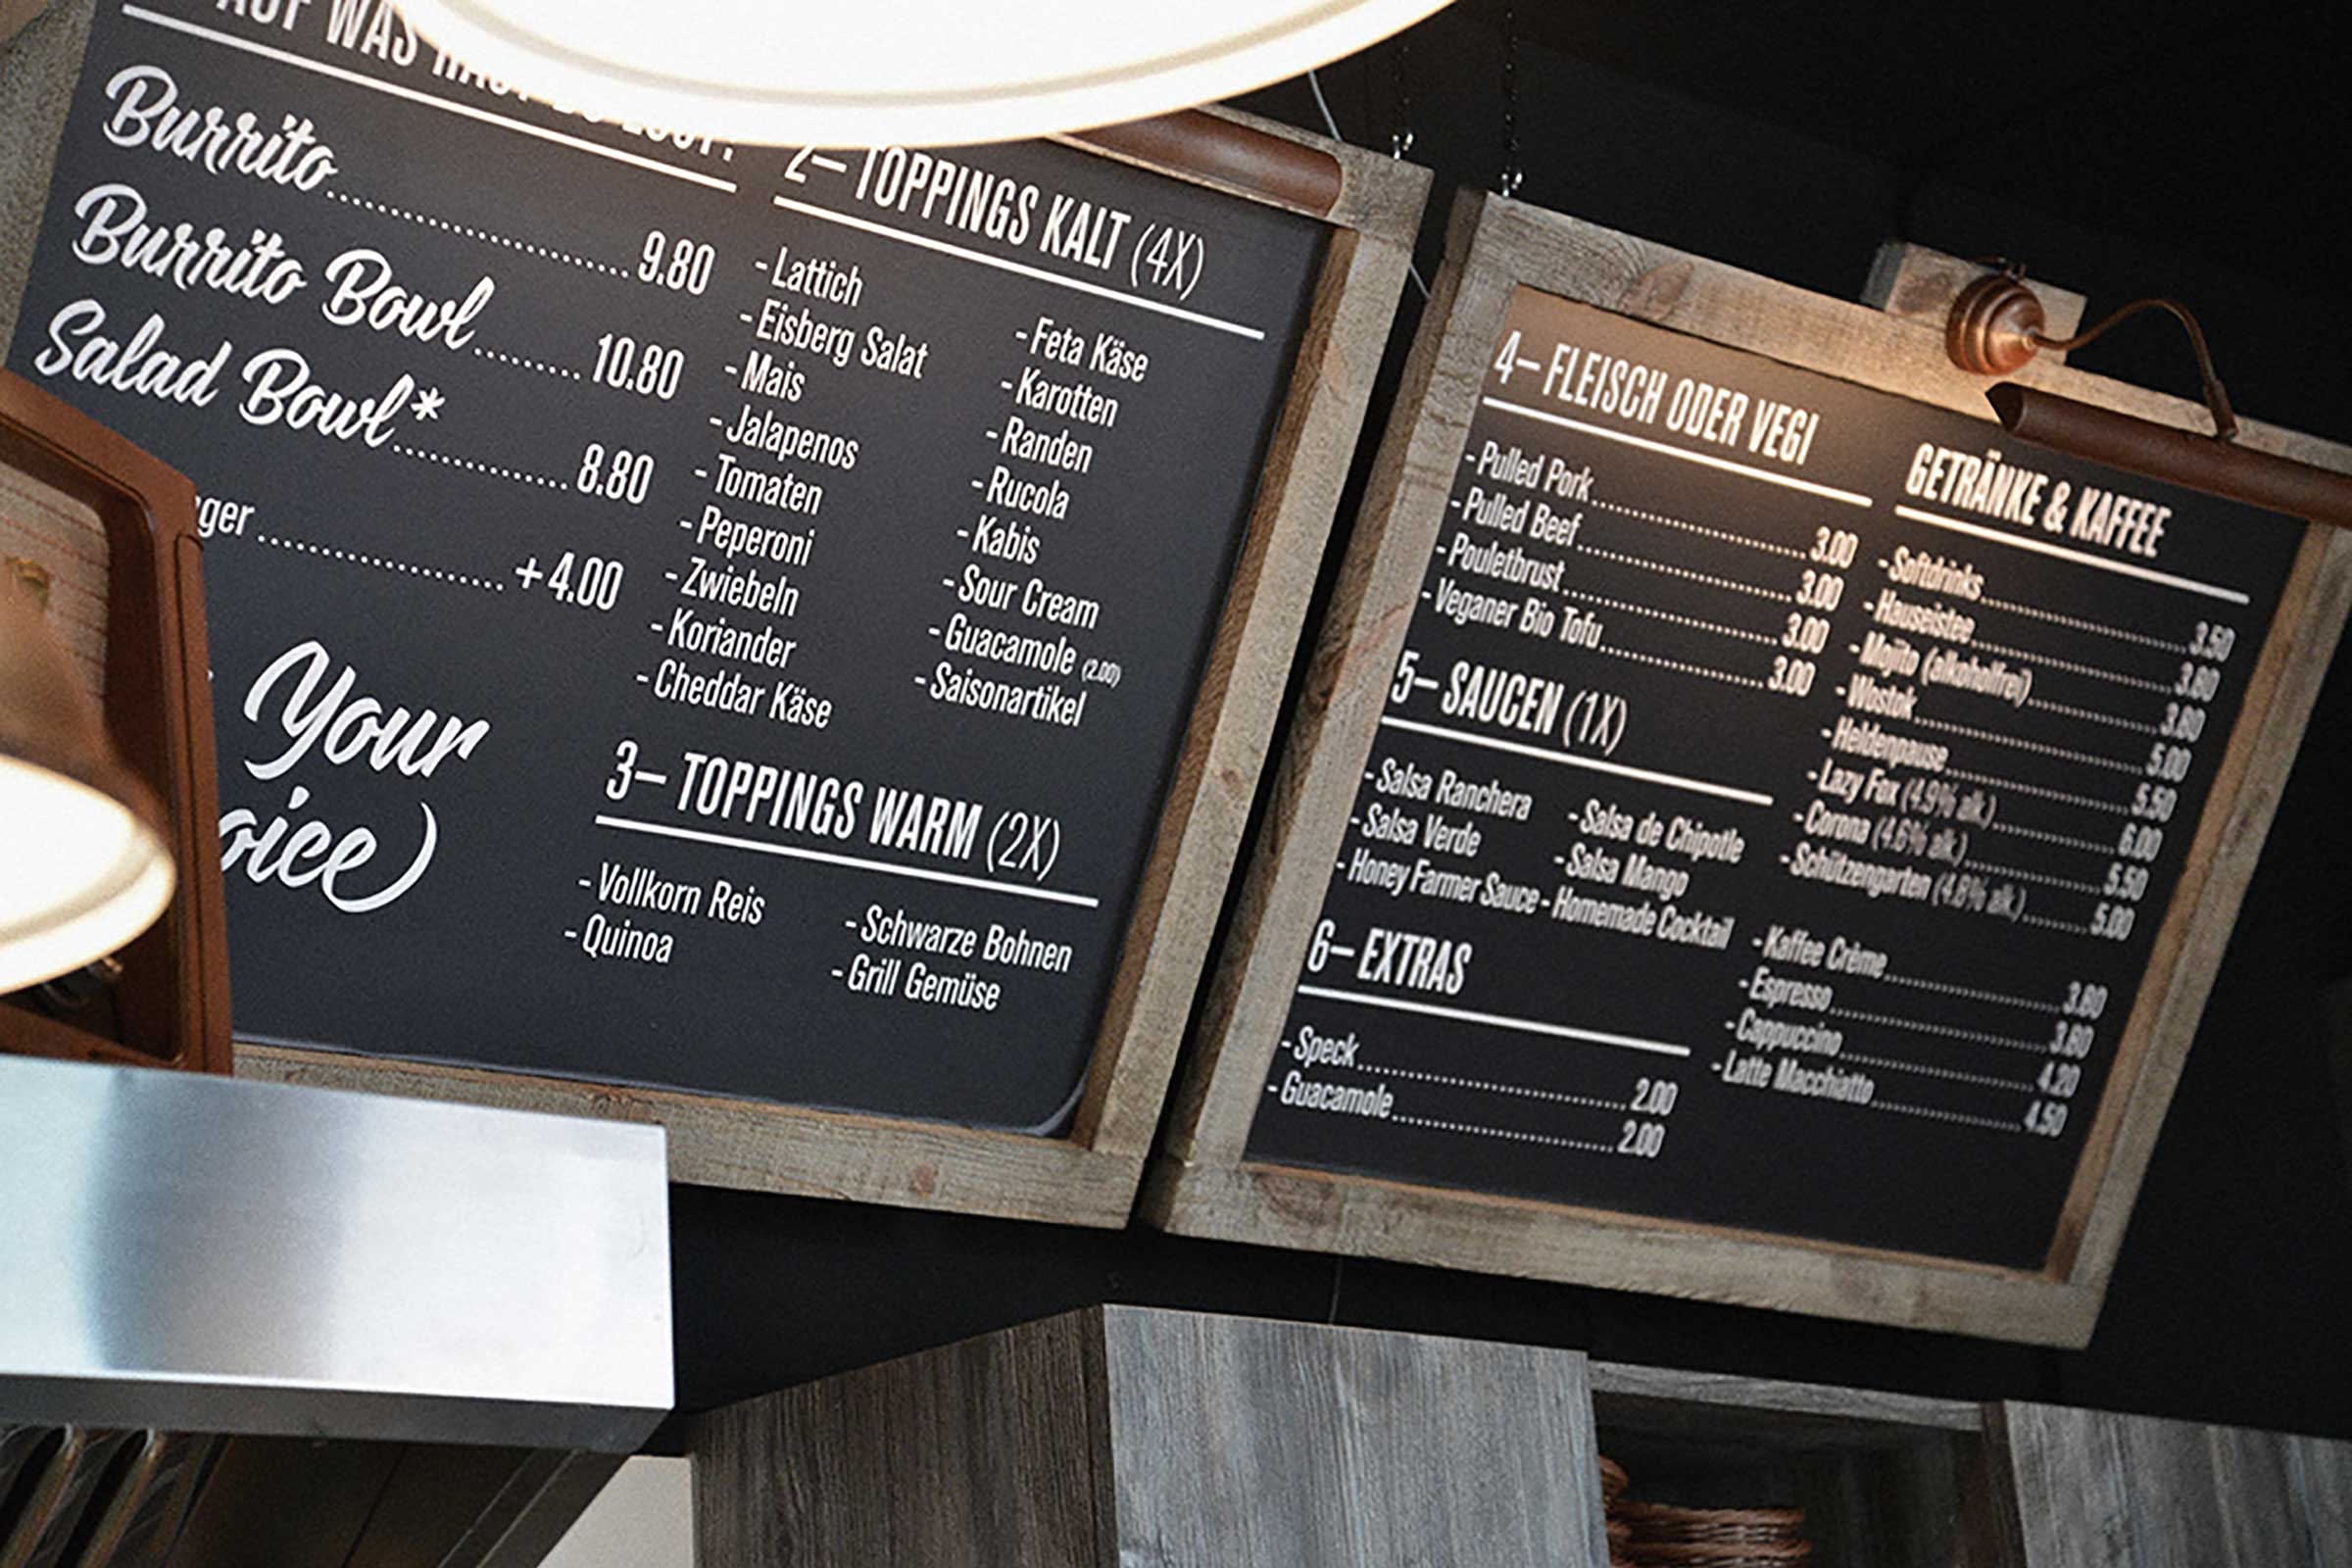 AUF WAS HAST DU LUST?
Burrito 9.80
Burrito Bowl 10.80
Salad Bowl* 8.80
ger +4.00
Your
oice)
2– TOPPINGS KALT (4X)
- Lattich
- Eisberg Salat
- Mais
- Jalapenos
- Tomaten
- Peperoni
- Zwiebeln
- Koriander
- Cheddar Käse
- Feta Käse
- Karotten
- Randen
- Rucola
- Kabis
- Sour Cream
- Guacamole (2.00)
- Saisonartikel
3– TOPPINGS WARM (2X)
- Vollkorn Reis
- Quinoa
- Schwarze Bohnen
- Grill Gemüse
4– FLEISCH ODER VEGI
- Pulled Pork 3.00
- Pulled Beef 3.00
- Pouletbrust 3.00
- Veganer Bio Tofu 3.00
5– SAUCEN (1X)
- Salsa Ranchera
- Salsa Verde
- Honey Farmer Sauce
- Salsa de Chipotle
- Salsa Mango
- Homemade Cocktail
6– EXTRAS
- Speck 2.00
- Guacamole 2.00
GETRÄNKE & KAFFEE
- Softdrinks 3.50
- Hauseistee 3.80
- Mojito (alkoholfrei) 3.80
- Wostok 5.00
- Heldenpause 5.50
- Lazy Fox (4.9% alk.) 6.00
- Corona (4.6% alk.) 5.50
- Schützengarten (4.8% alk.) 5.00
- Kaffee Crème 3.80
- Espresso 3.80
- Cappuccino 4.20
- Latte Macchiatto 4.50